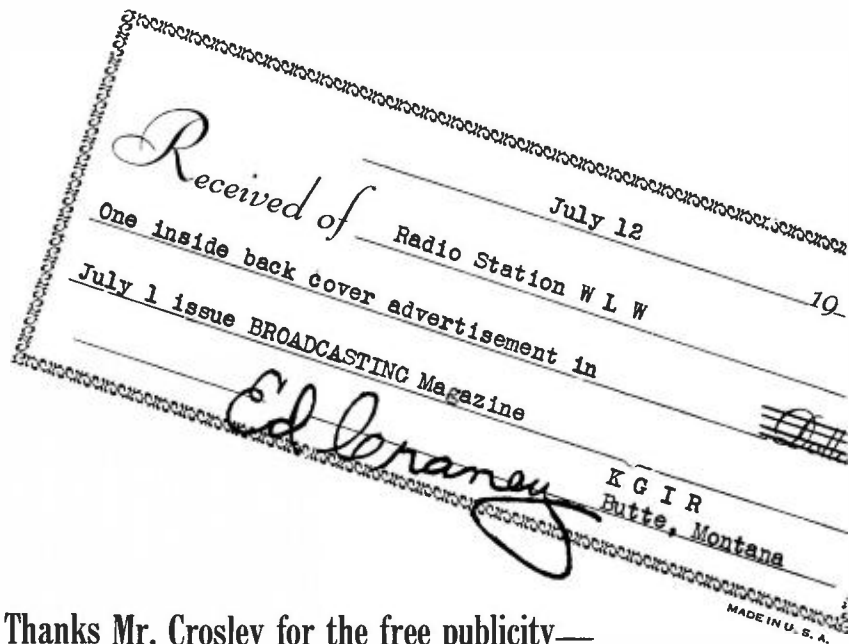 July 12
19
Received of Radio Station W L W
One inside back cover advertisement in
July 1 issue BROADCASTING Magazine
Ed Craney
K G I R
Butte, Montana
MADE IN U. S. A.
Thanks Mr. Crosley for the free publicity—